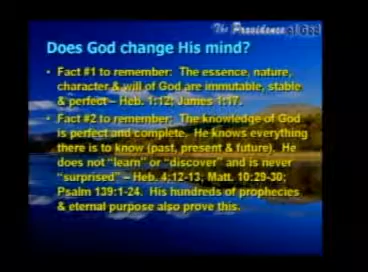 The Providence of God
Does God change His mind?
• Fact #1 to remember: The essence, nature,
character & will of God are immutable, stable
& perfect – Heb. 1:12; James 1:17.
• Fact #2 to remember: The knowledge of God
is perfect and complete. He knows everything
there is to know (past, present & future). He
does not "learn" or "discover" and is never
"surprised" – Heb. 4:12-13; Matt. 10:29-30;
Psalm 139:1-24. His hundreds of prophecies
& eternal purpose also prove this.